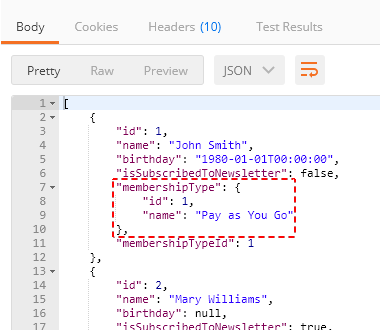 Body Cookies Headers (10) Test Results
Pretty Raw Preview JSON
1 [
2 {
3 "id": 1,
4 "name": "John Smith",
5 "birthday": "1980-01-01T00:00:00",
6 "isSubscribedToNewsletter": false,
7 "membershipType": {
8 "id": 1,
9 "name": "Pay as You Go"
10 },
11 "membershipTypeId": 1
12 },
13 {
14 "id": 2,
15 "name": "Mary Williams",
16 "birthday": null,
17 "isSubscribedToNewsletter": true,